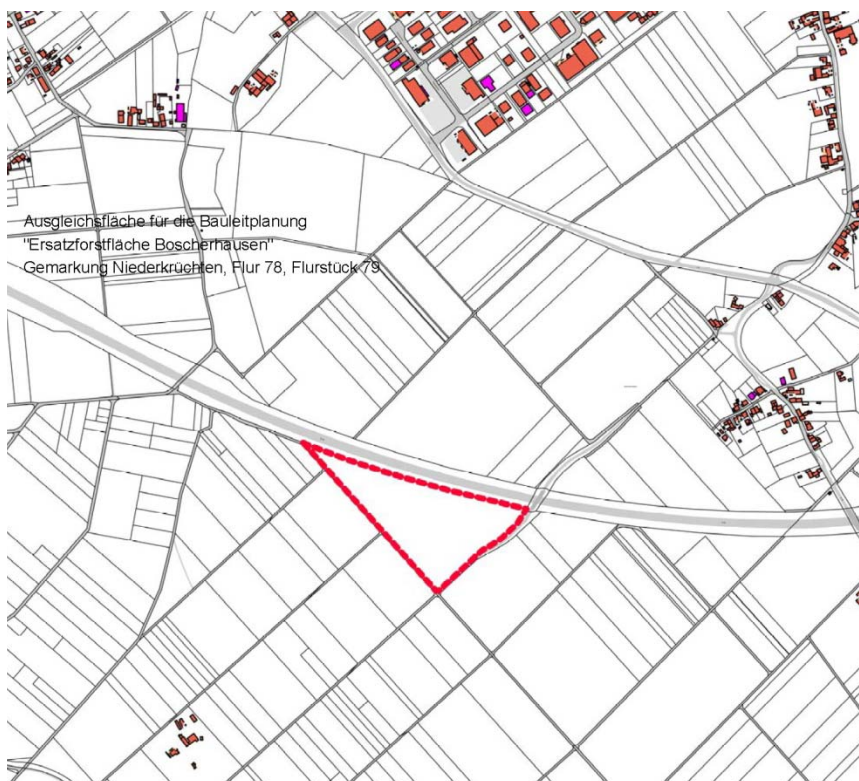 Ausgleichsfläche für die Bauleitplanung
"Ersatzforstfläche Boscherhausen"
Gemarkung Niederkrüchten, Flur 78, Flurstück 79